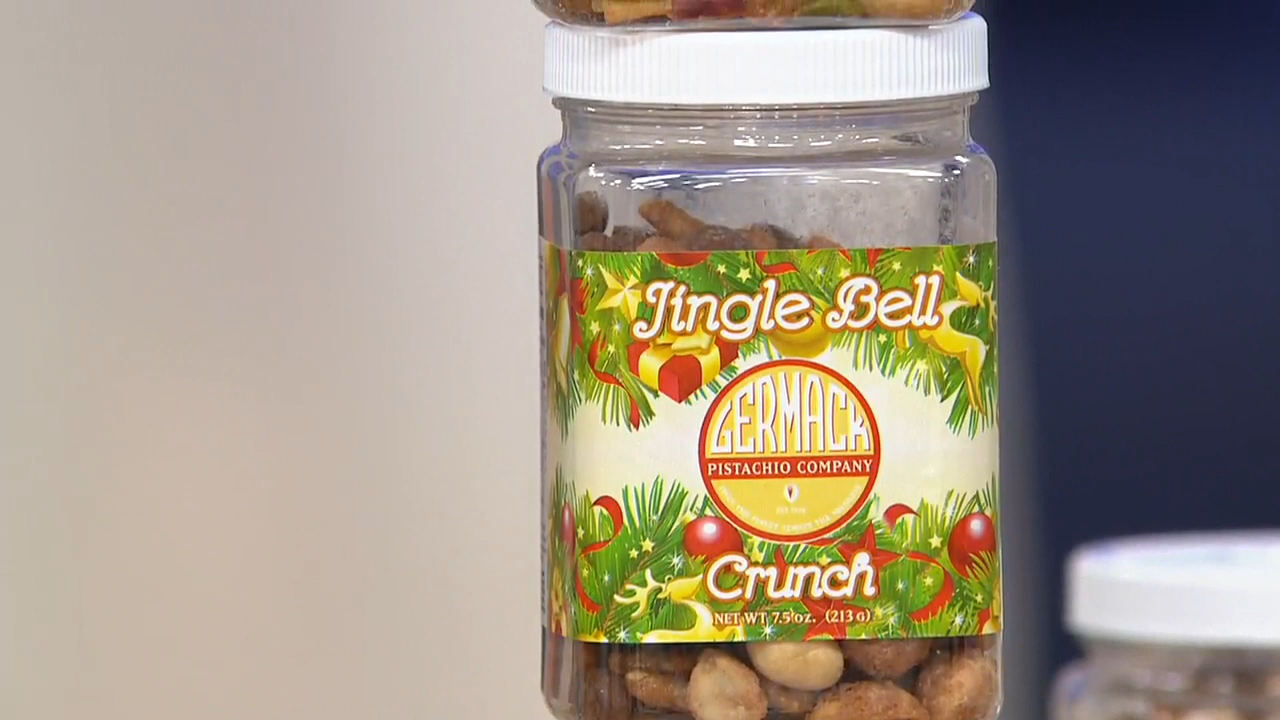 Jingle Bell
GERMACK
PISTACHIO COMPANY
Crunch
NET WT 7.5 oz. (213 G)